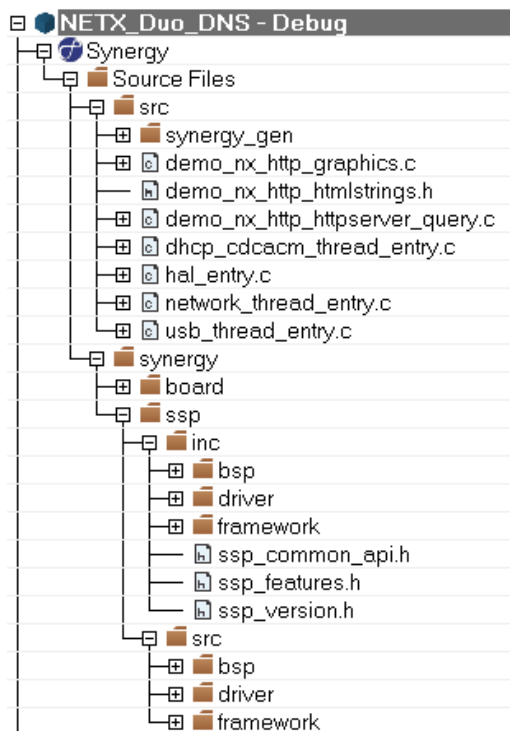 NETX_Duo_DNS - Debug
Synergy
Source Files
src
synergy_gen
demo_nx_http_graphics.c
demo_nx_http_htmlstrings.h
demo_nx_http_httpserver_query.c
dhcp_cdcacm_thread_entry.c
hal_entry.c
network_thread_entry.c
usb_thread_entry.c
synergy
board
ssp
inc
bsp
driver
framework
ssp_common_api.h
ssp_features.h
ssp_version.h
src
bsp
driver
framework